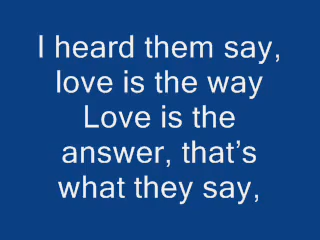 I heard them say,
love is the way
Love is the
answer, that’s
what they say,